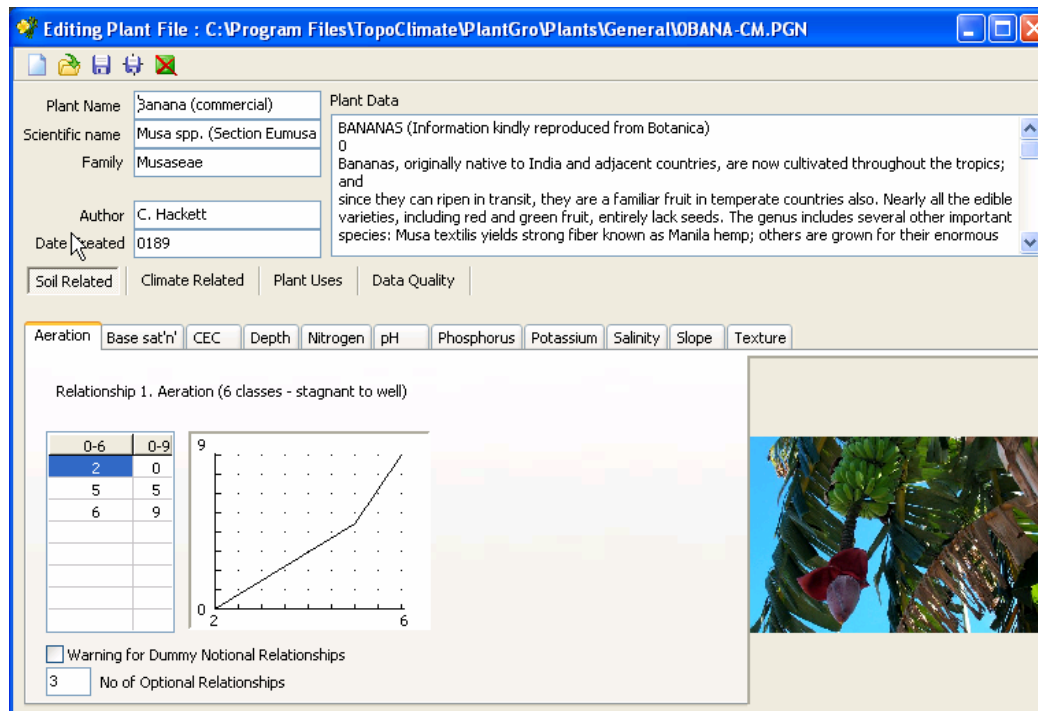 Editing Plant File : C:\Program Files\TopoClimate\PlantGro\Plants\General\0BANA-CM.PGN
Plant Name
Banana (commercial)
Scientific name
Musa spp. (Section Eumusa
Family
Musaseae
Author
C. Hackett
Date Created
0189
Plant Data
BANANAS (Information kindly reproduced from Botanica)
0
Bananas, originally native to India and adjacent countries, are now cultivated throughout the tropics;
and
since they can ripen in transit, they are a familiar fruit in temperate countries also. Nearly all the edible
varieties, including red and green fruit, entirely lack seeds. The genus includes several other important
species: Musa textilis yields strong fiber known as Manila hemp; others are grown for their enormous
Soil Related Climate Related Plant Uses Data Quality
Aeration Base sat'n' CEC Depth Nitrogen pH Phosphorus Potassium Salinity Slope Texture
Relationship 1. Aeration (6 classes - stagnant to well)
0-6 0-9
2 0
5 5
6 9
9
0
2 6
Warning for Dummy Notional Relationships
3 No of Optional Relationships